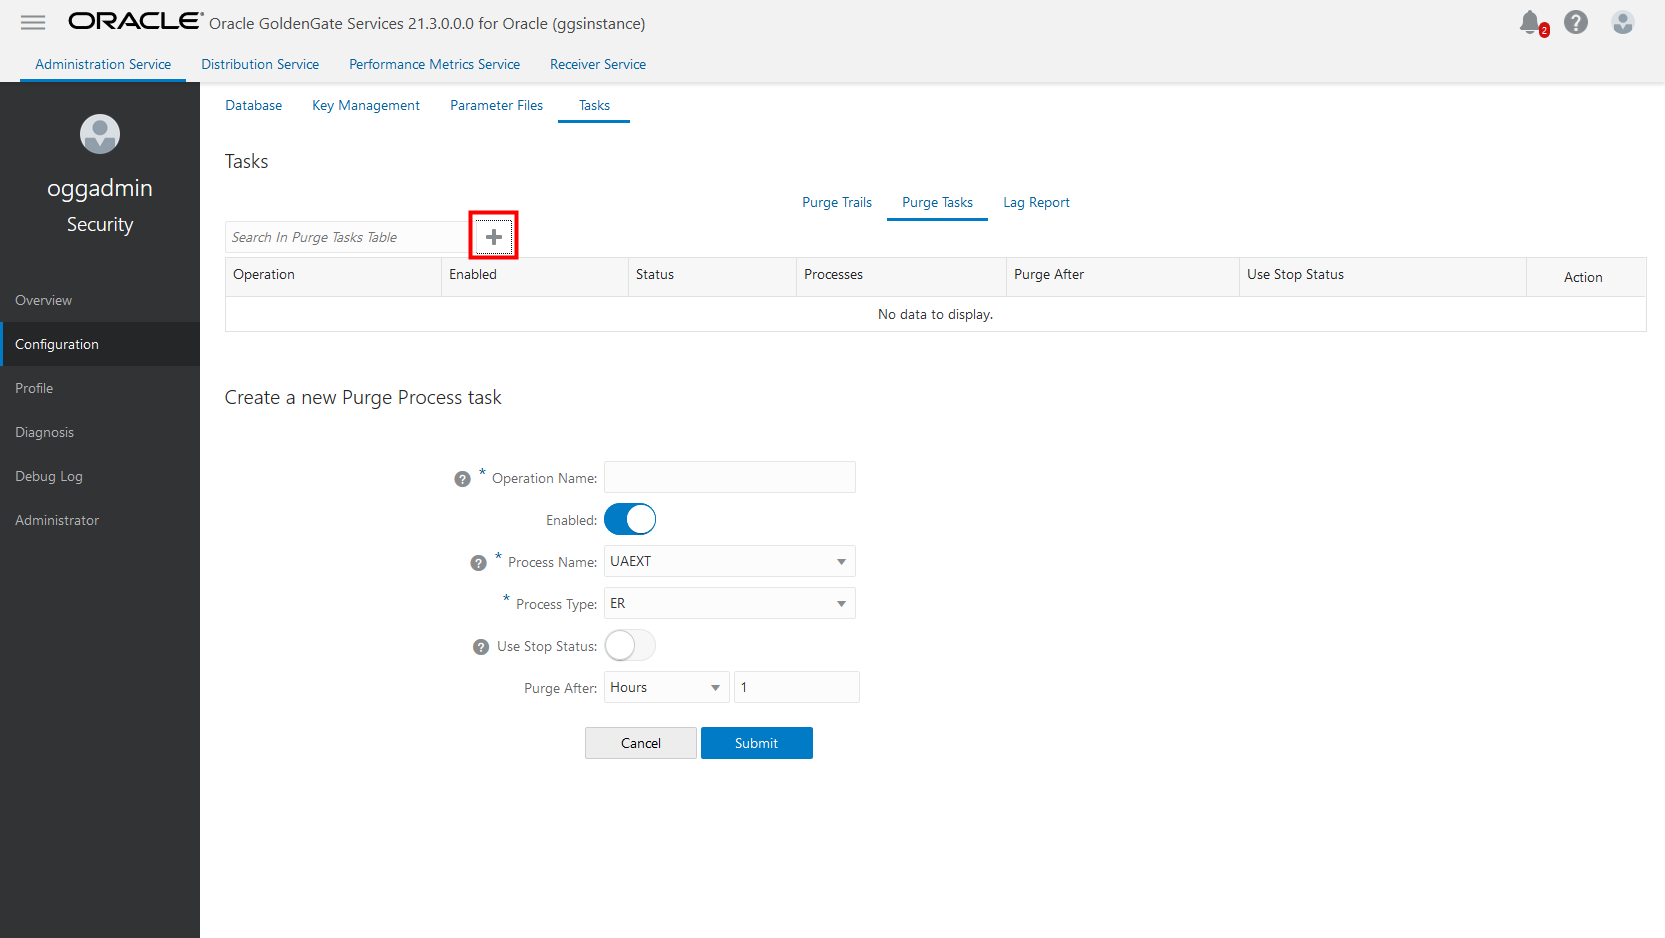 ORACLE® Oracle GoldenGate Services 21.3.0.0.0 for Oracle (ggsinstance)
2
?
Administration Service Distribution Service Performance Metrics Service Receiver Service
Database Key Management Parameter Files Tasks
oggadmin
Security
Overview
Configuration
Profile
Diagnosis
Debug Log
Administrator
Tasks
Purge Trails Purge Tasks Lag Report
Search In Purge Tasks Table
Operation Enabled Status Processes Purge After Use Stop Status Action
No data to display.
Create a new Purge Process task
? * Operation Name:
Enabled:
? * Process Name: UAEXT
* Process Type: ER
? Use Stop Status:
Purge After: Hours 1
Cancel Submit